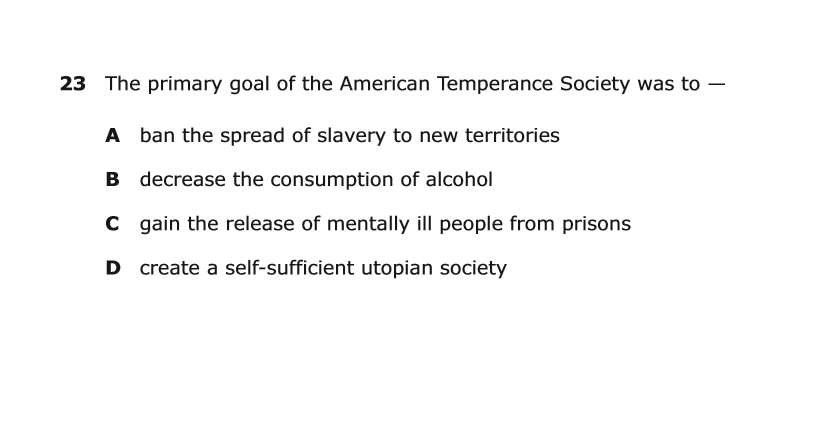 23 The primary goal of the American Temperance Society was to —
A ban the spread of slavery to new territories
B decrease the consumption of alcohol
C gain the release of mentally ill people from prisons
D create a self-sufficient utopian society